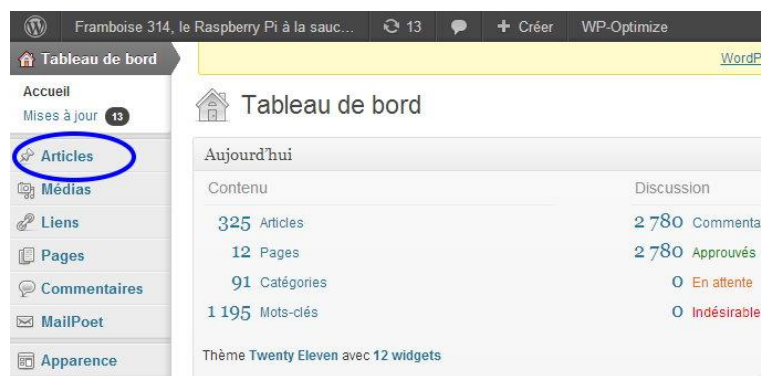 Framboise 314, le Raspberry Pi à la sauc... 13 + Créer WP-Optimize
Tableau de bord
WordP
Accueil
Mises à jour 13
Tableau de bord
Articles
Médias
Liens
Pages
Commentaires
MailPoet
Apparence
Aujourd'hui
Contenu
325 Articles
12 Pages
91 Catégories
1 195 Mots-clés
Discussion
2 780 Commenta
2 780 Approuvés
0 En attente
0 Indésirable
Thème Twenty Eleven avec 12 widgets